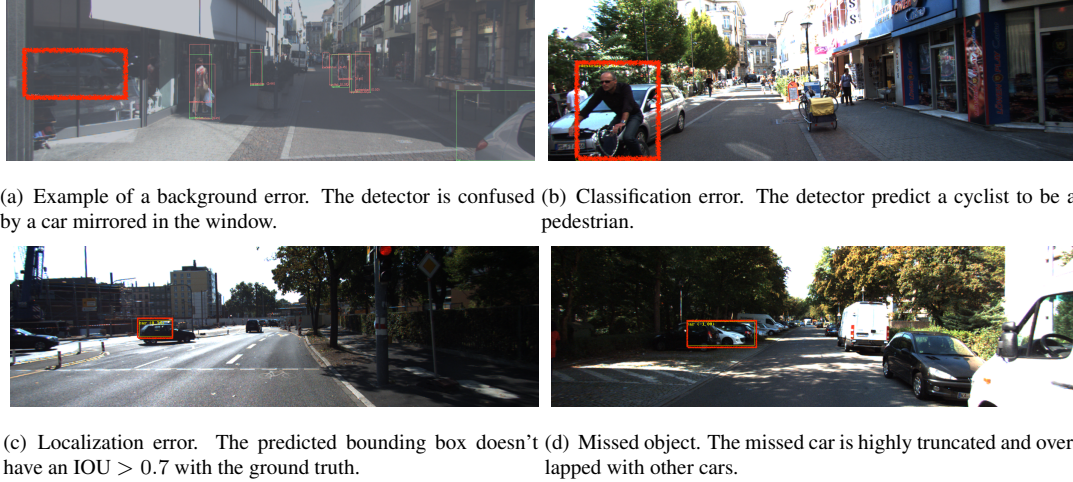 (a) Example of a background error. The detector is confused
by a car mirrored in the window.
(b) Classification error. The detector predict a cyclist to be a
pedestrian.
(c) Localization error. The predicted bounding box doesn't
have an IOU > 0.7 with the ground truth.
(d) Missed object. The missed car is highly truncated and over
lapped with other cars.